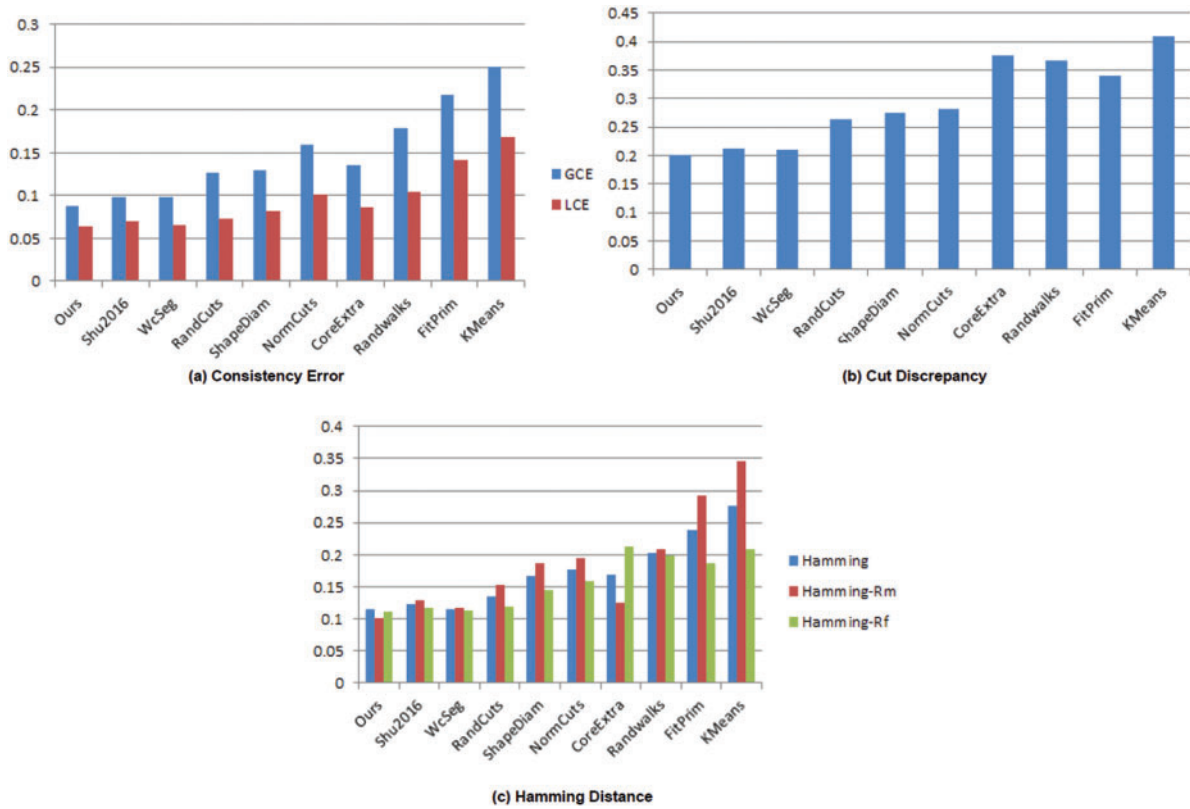 0.3
0.25
0.2
0.15
0.1
0.05
0
GCE
LCE
Ours
Shu2016
WcSeg
RandCuts
ShapeDiam
NormCuts
CoreExtra
Randwalks
FitPrim
KMeans
(a) Consistency Error
0.45
0.4
0.35
0.3
0.25
0.2
0.15
0.1
0.05
0
Ours
Shu2016
WcSeg
RandCuts
ShapeDiam
NormCuts
CoreExtra
Randwalks
FitPrim
KMeans
(b) Cut Discrepancy
0.4
0.35
0.3
0.25
0.2
0.15
0.1
0.05
0
Hamming
Hamming-Rm
Hamming-Rf
Ours
Shu2016
WcSeg
RandCuts
ShapeDiam
NormCuts
CoreExtra
Randwalks
FitPrim
KMeans
(c) Hamming Distance